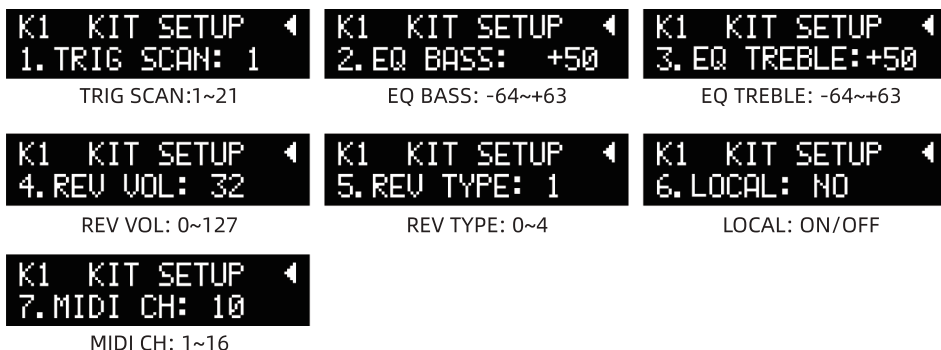 K1 KIT SETUP ◀
1.TRIG SCAN: 1
TRIG SCAN:1~21
K1 KIT SETUP ◀
2.EQ BASS: +50
EQ BASS: -64~+63
K1 KIT SETUP ◀
3.EQ TREBLE:+50
EQ TREBLE: -64~+63
K1 KIT SETUP ◀
4.REV VOL: 32
REV VOL: 0~127
K1 KIT SETUP ◀
5.REV TYPE: 1
REV TYPE: 0~4
K1 KIT SETUP ◀
6.LOCAL: NO
LOCAL: ON/OFF
K1 KIT SETUP ◀
7.MIDI CH: 10
MIDI CH: 1~16